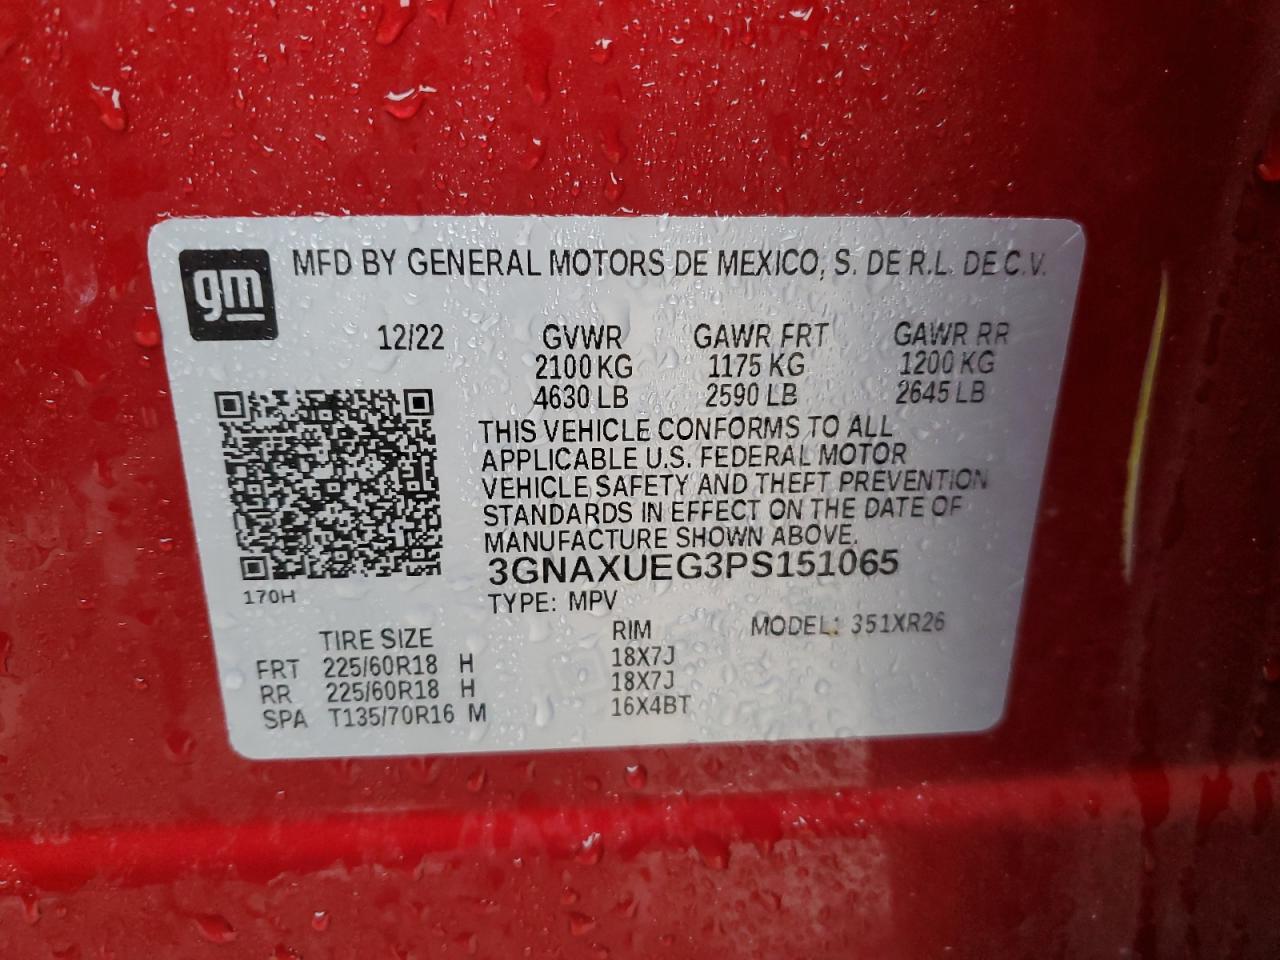 gm
MFD BY GENERAL MOTORS DE MEXICO, S. DE R.L. DE C.V.
12/22 GVWR GAWR FRT GAWR RR
2100 KG 1175 KG 1200 KG
4630 LB 2590 LB 2645 LB
THIS VEHICLE CONFORMS TO ALL
APPLICABLE U.S. FEDERAL MOTOR
VEHICLE SAFETY AND THEFT PREVENTION
STANDARDS IN EFFECT ON THE DATE OF
MANUFACTURE SHOWN ABOVE.
3GNAXUEG3PS151065
170H
TYPE: MPV
TIRE SIZE RIM MODEL: 351XR26
FRT 225/60R18 H 18X7J
RR 225/60R18 H 18X7J
SPA T135/70R16 M 16X4BT